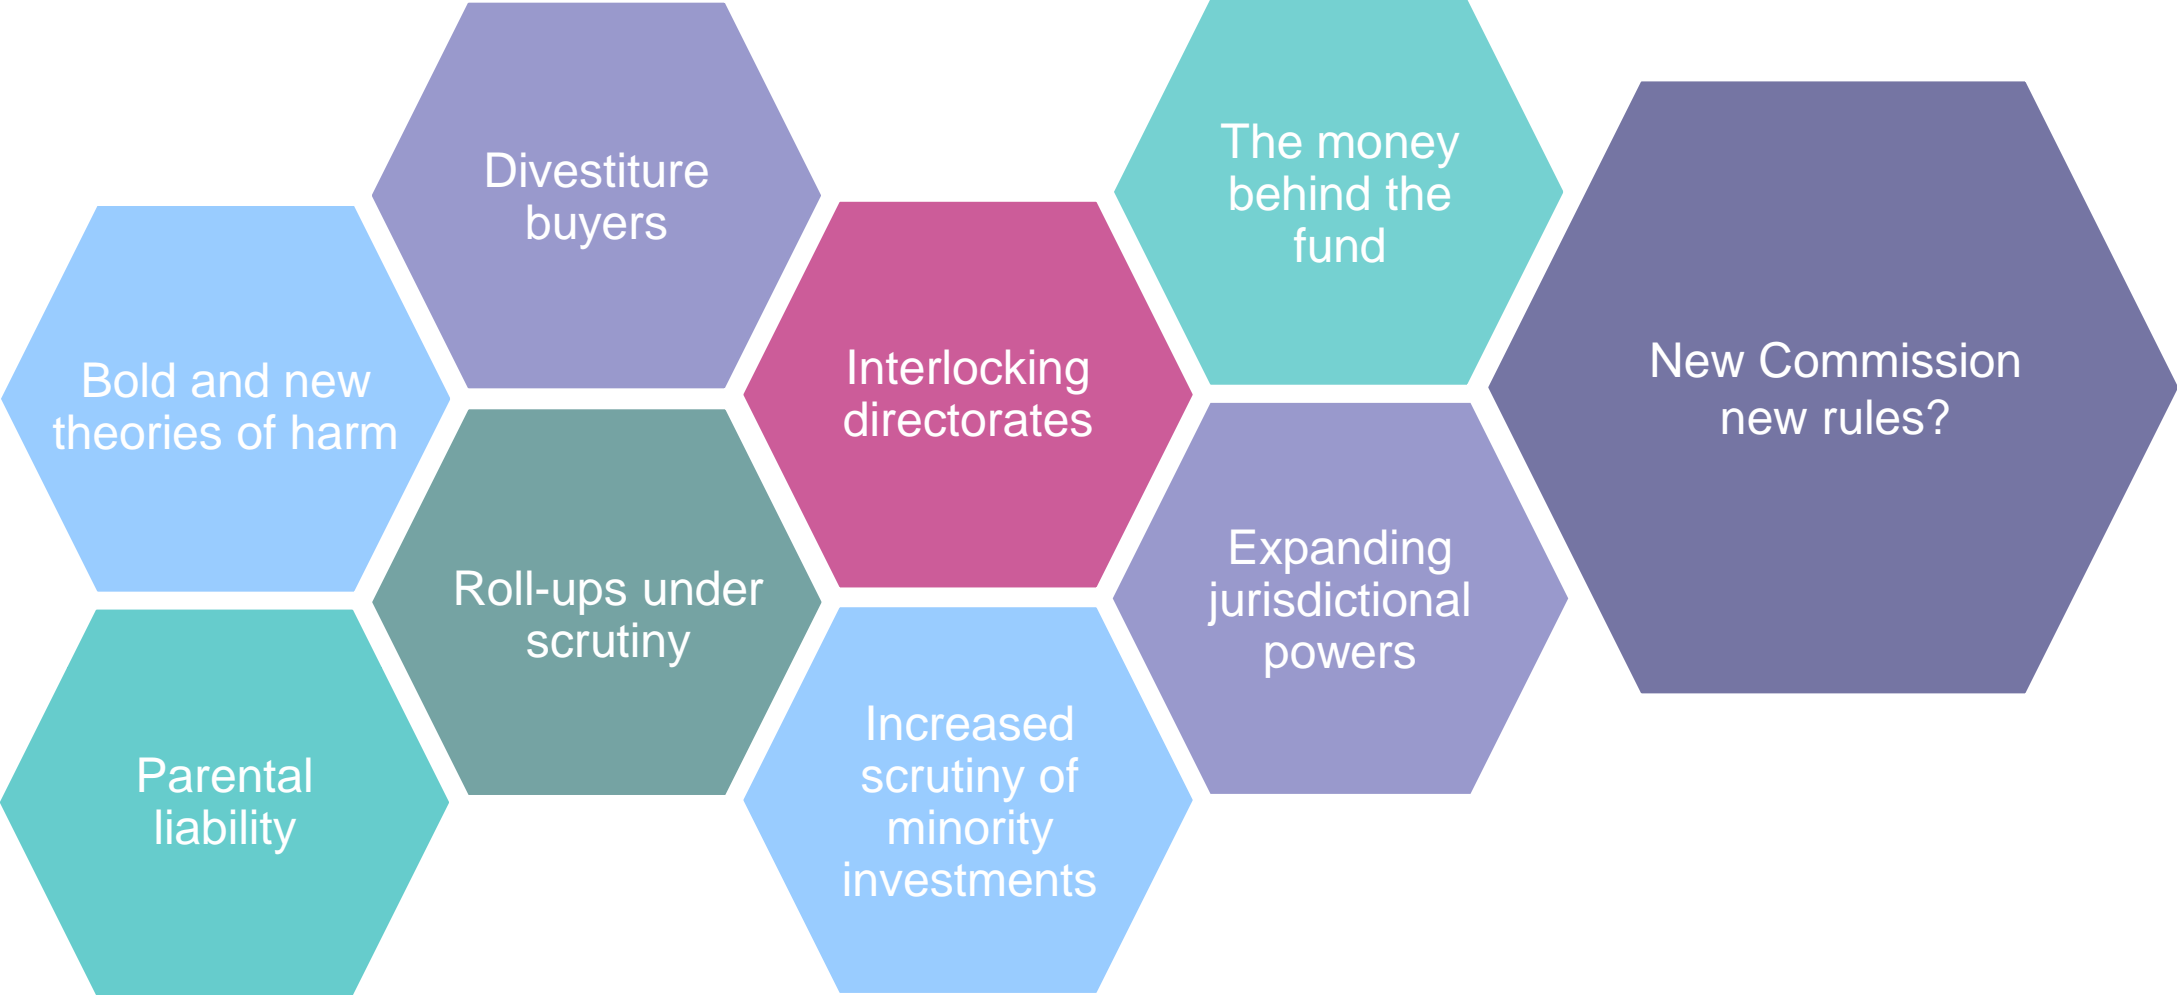 Bold and new
theories of harm
Parental
liability
Divestiture
buyers
Roll-ups under
scrutiny
Interlocking
directorates
Increased
scrutiny of
minority
investments
The money
behind the
fund
Expanding
jurisdictional
powers
New Commission
new rules?